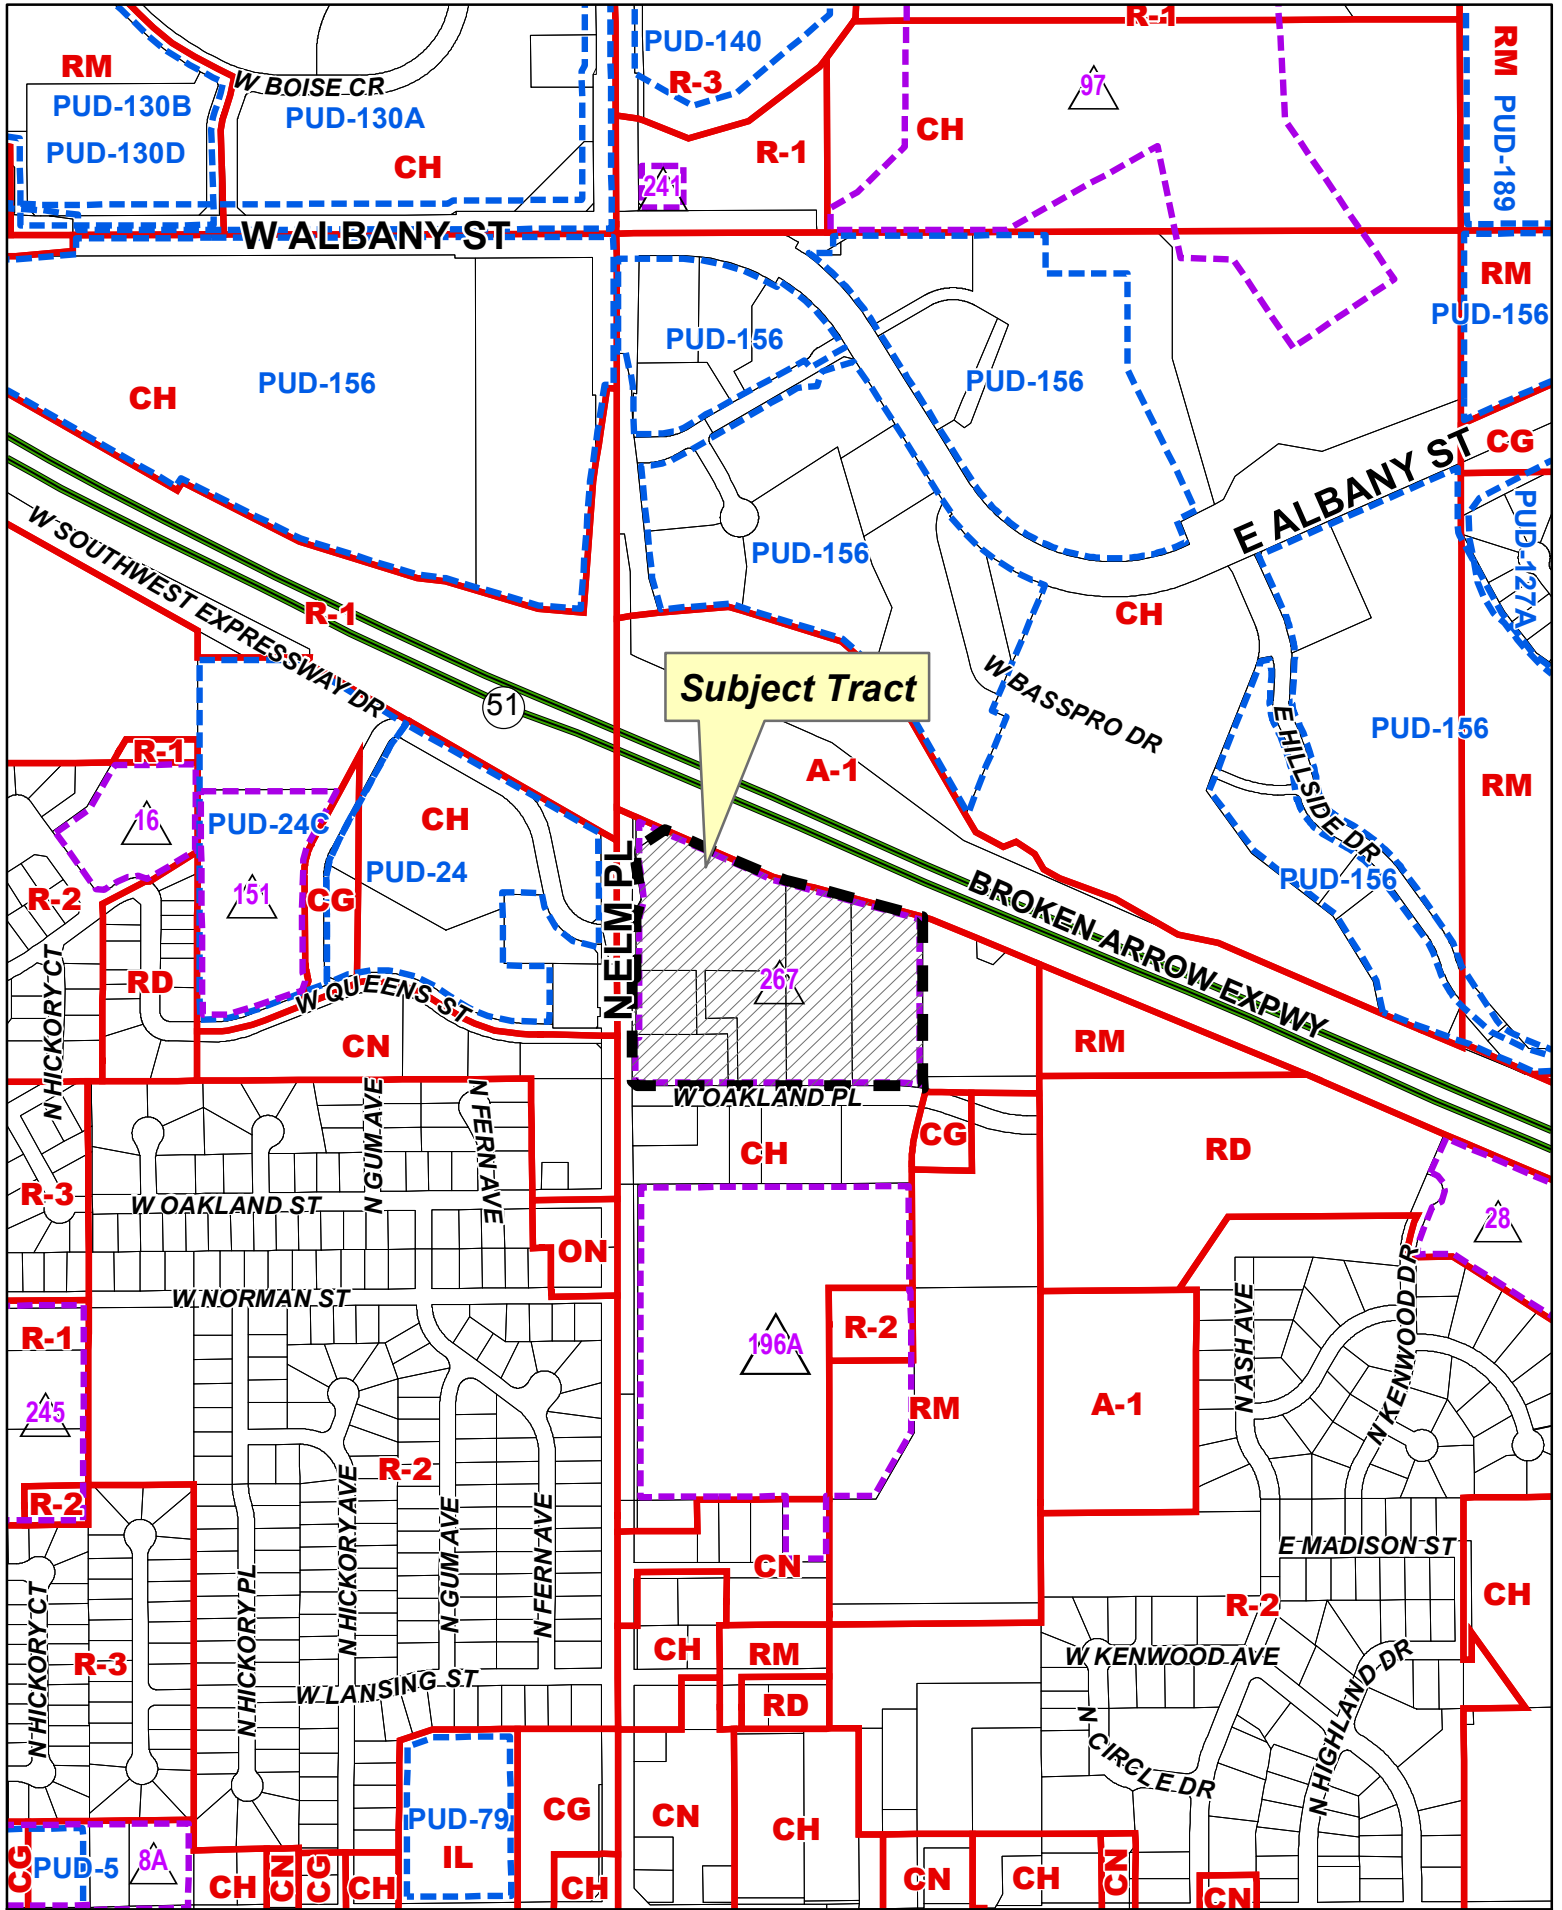 R-1
PUD-140
RM
R-3
RM
PUD-189
W BOISE CR
97
PUD-130B
PUD-130A
CH
PUD-130D
CH
R-1
241
W ALBANY ST
RM
PUD-156
PUD-156
PUD-156
PUD-156
CH
E ALBANY ST
CG
W SOUTHWEST EXPRESSWAY DR
PUD-156
PUD-127A
R-1
CH
Subject Tract
W BASSPRO DR
51
E HILLSIDE DR
PUD-156
R-1
A-1
RM
16
PUD-24C
CH
PUD-24
N ELM PL
BROKEN ARROW EXPWY
PUD-156
R-2
151
CG
267
N HICKORY CT
RD
W QUEENS ST
CN
RM
N GUM AVE
N FERN AVE
W OAKLAND PL
CG
CH
RD
R-3
W OAKLAND ST
28
ON
N KENWOOD DR
W NORMAN ST
N ASH AVE
R-1
R-2
196A
245
RM
A-1
R-2
N HICKORY AVE
N GUM AVE
N FERN AVE
R-2
E MADISON ST
CN
CH
N HICKORY CT
N HICKORY PL
R-2
CH
RM
W KENWOOD AVE
R-3
W LANSING ST
RD
N CIRCLE DR
N HIGHLAND DR
PUD-79
CG
CN
CH
IL
CG
PUD-5
8A
CH
CN
CG
CH
CH
CN
CH
CN
CN